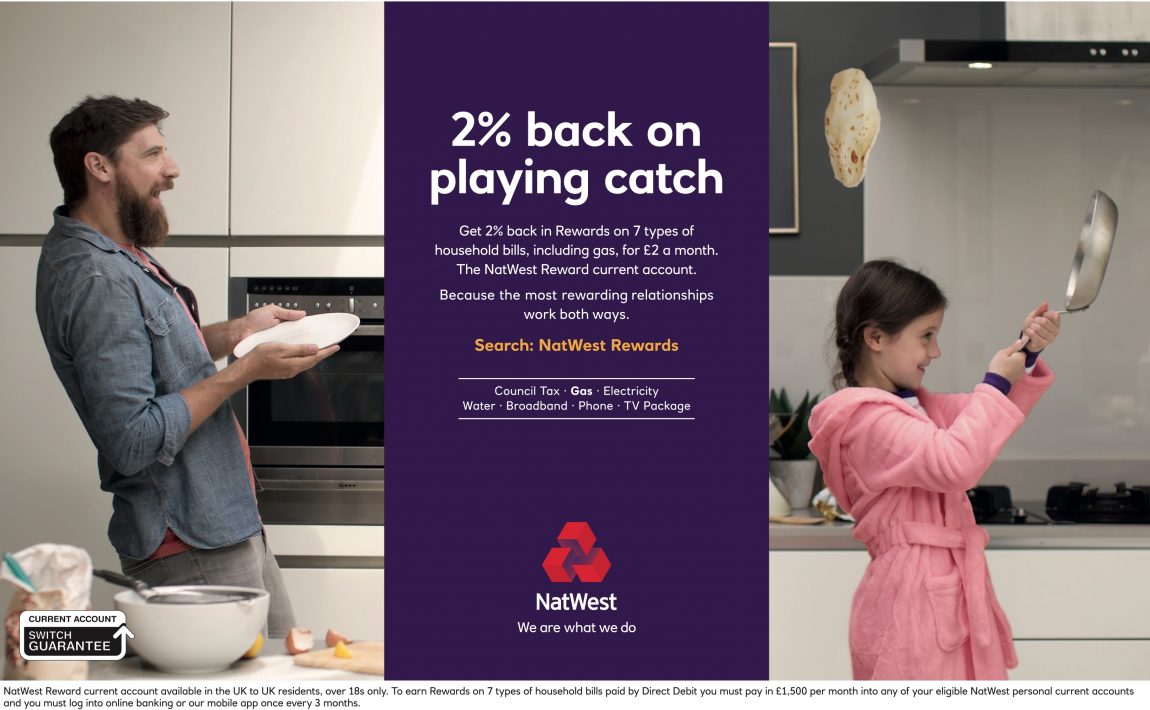 2% back on
playing catch
Get 2% back in Rewards on 7 types of
household bills, including gas, for £2 a month.
The NatWest Reward current account.
Because the most rewarding relationships
work both ways.
Search: NatWest Rewards
Council Tax · Gas · Electricity
Water · Broadband · Phone · TV Package
NatWest
We are what we do
CURRENT ACCOUNT
SWITCH
GUARANTEE
NatWest Reward current account available in the UK to UK residents, over 18s only. To earn Rewards on 7 types of household bills paid by Direct Debit you must pay in £1,500 per month into any of your eligible NatWest personal current accounts
and you must log into online banking or our mobile app once every 3 months.